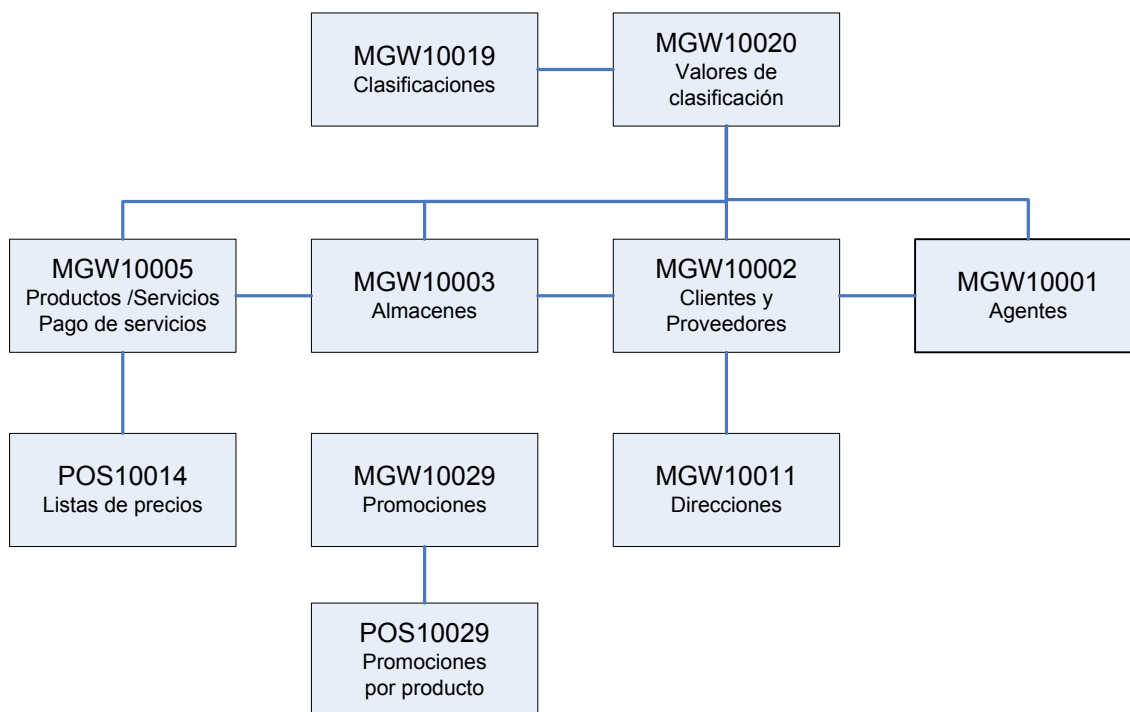 MGW10019
Clasificaciones
MGW10020
Valores de
clasificación
MGW10005
Productos /Servicios
Pago de servicios
MGW10003
Almacenes
MGW10002
Clientes y
Proveedores
MGW10001
Agentes
POS10014
Listas de precios
MGW10029
Promociones
MGW10011
Direcciones
POS10029
Promociones
por producto